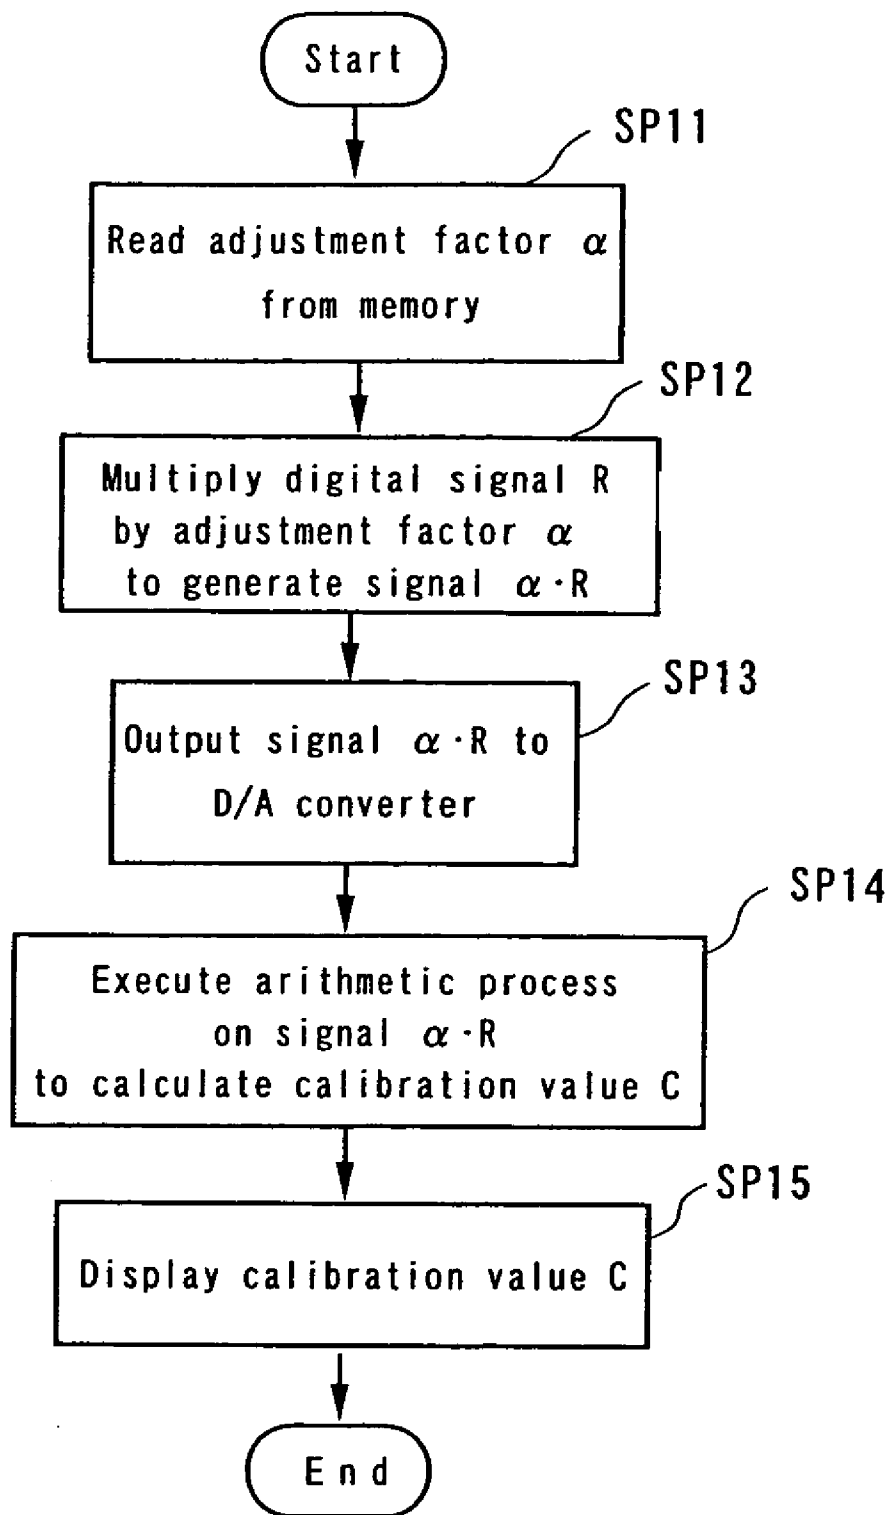 Start
SP11
Read adjustment factor α
from memory
SP12
Multiply digital signal R
by adjustment factor α
to generate signal α·R
SP13
Output signal α·R to
D/A converter
SP14
Execute arithmetic process
on signal α·R
to calculate calibration value C
SP15
Display calibration value C
End